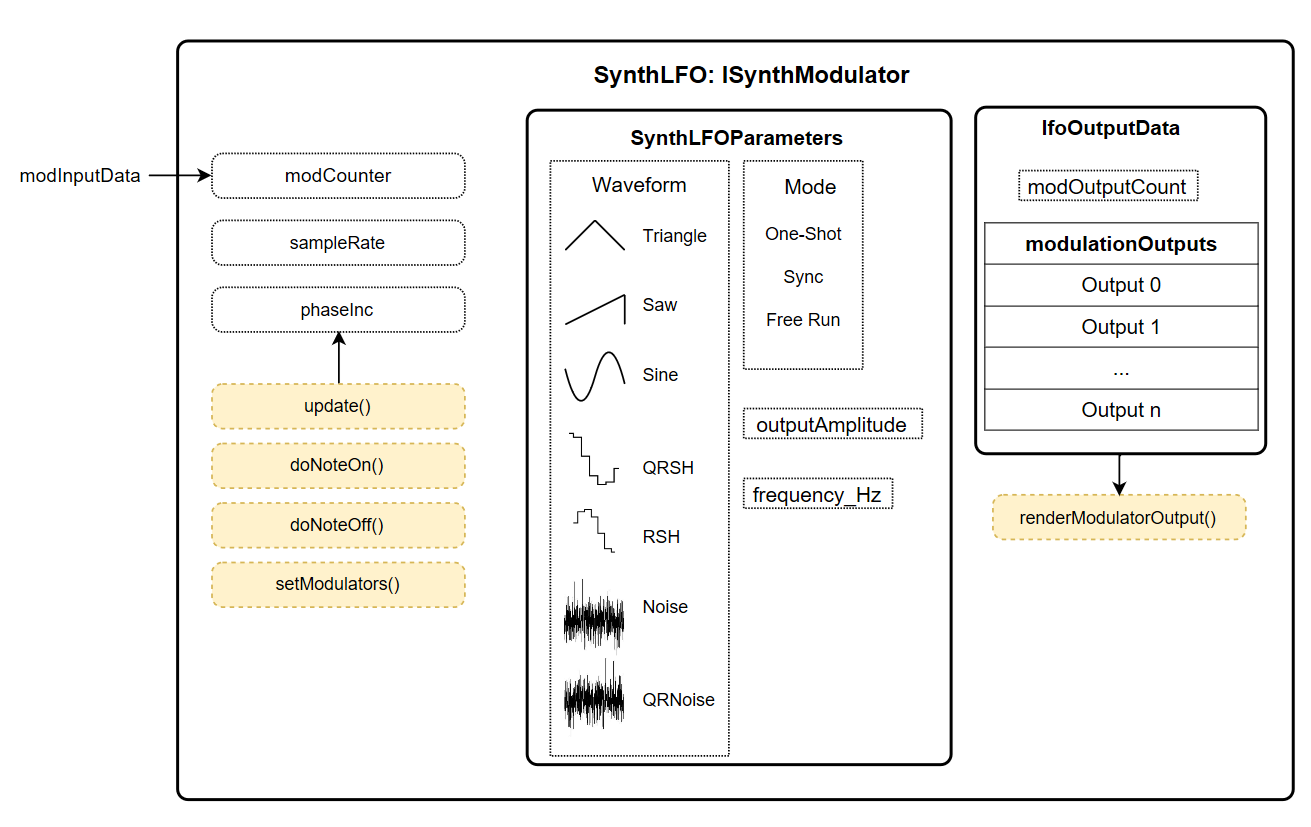 SynthLFO: ISynthModulator
modInputData
modCounter
sampleRate
phaseInc
update()
doNoteOn()
doNoteOff()
setModulators()
SynthLFOParameters
Waveform
Triangle
Saw
Sine
QRSH
RSH
Noise
QRNoise
Mode
One-Shot
Sync
Free Run
outputAmplitude
frequency_Hz
lfoOutputData
modOutputCount
modulationOutputs
Output 0
Output 1
...
Output n
renderModulatorOutput()